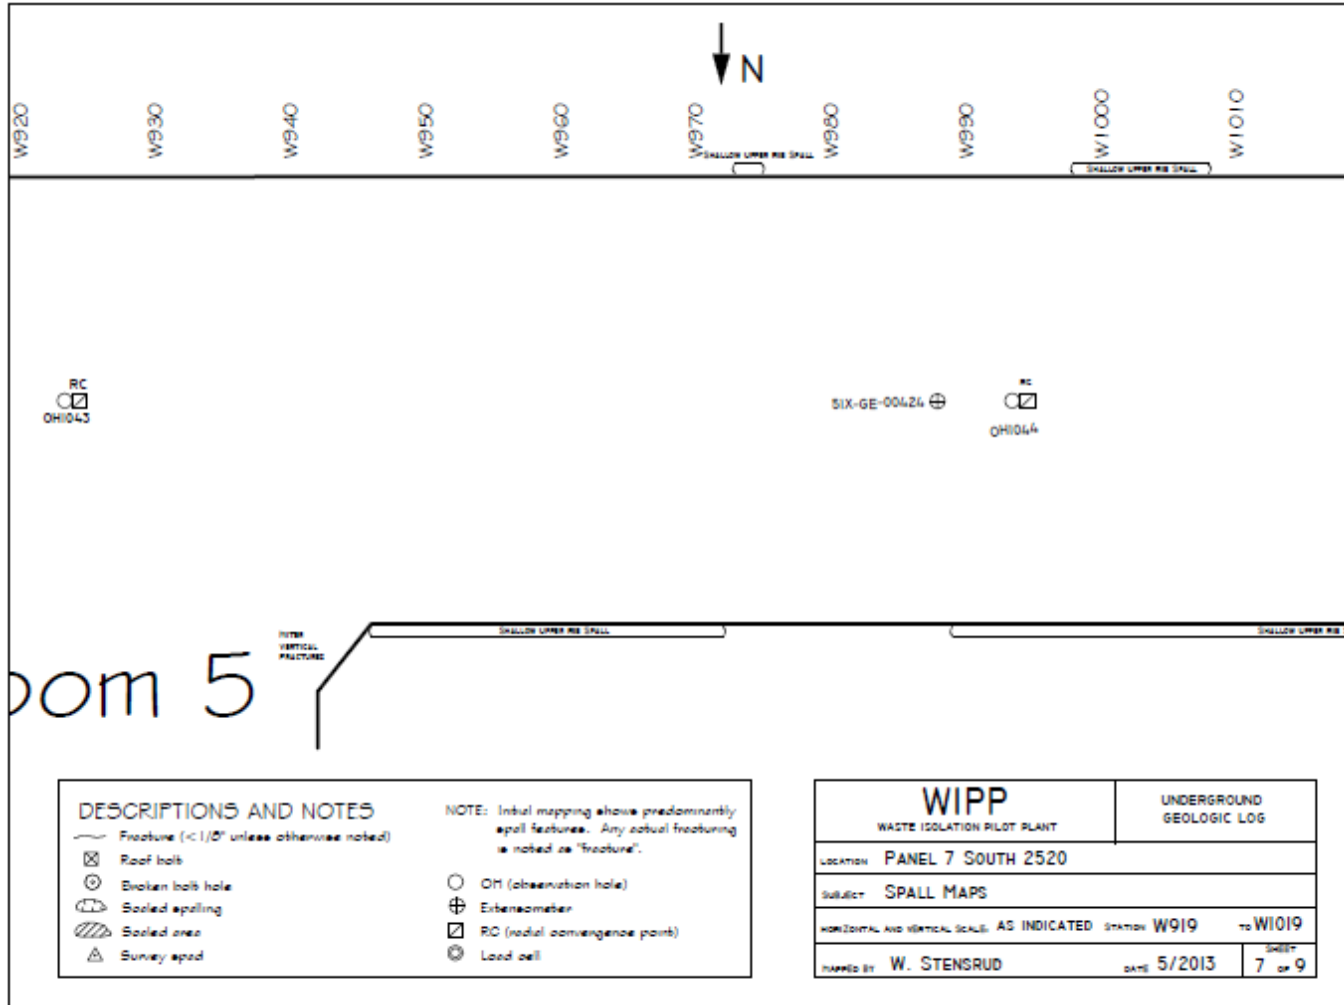 N
W920
W930
W940
W950
W960
W970
W980
W990
W1000
W1010
SHALLOW UPPER RIB SPALL
SHALLOW UPPER RIB SPALL
RC
OH1043
51X-GE-00424
RC
OH1044
INTER
VERTICAL
FRACTURES
SHALLOW UPPER RIB SPALL
SHALLOW UPPER RIB S
oom 5
DESCRIPTIONS AND NOTES
Fracture (<1/8" unless otherwise noted)
Roof bolt
Broken bolt hole
Scaled spalling
Scaled area
Survey spad
NOTE: Initial mapping shows predominantly
spall features. Any actual fracturing
is noted as "fracture".
OH (observation hole)
Extensometer
RC (radial convergence point)
Load cell
WIPP
WASTE ISOLATION PILOT PLANT
UNDERGROUND
GEOLOGIC LOG
LOCATION PANEL 7 SOUTH 2520
SUBJECT SPALL MAPS
HORIZONTAL AND VERTICAL SCALE: AS INDICATED STATION W919 TO W1019
MAPPED BY W. STENSRUD DATE 5/2013
SHEET
7 OF 9